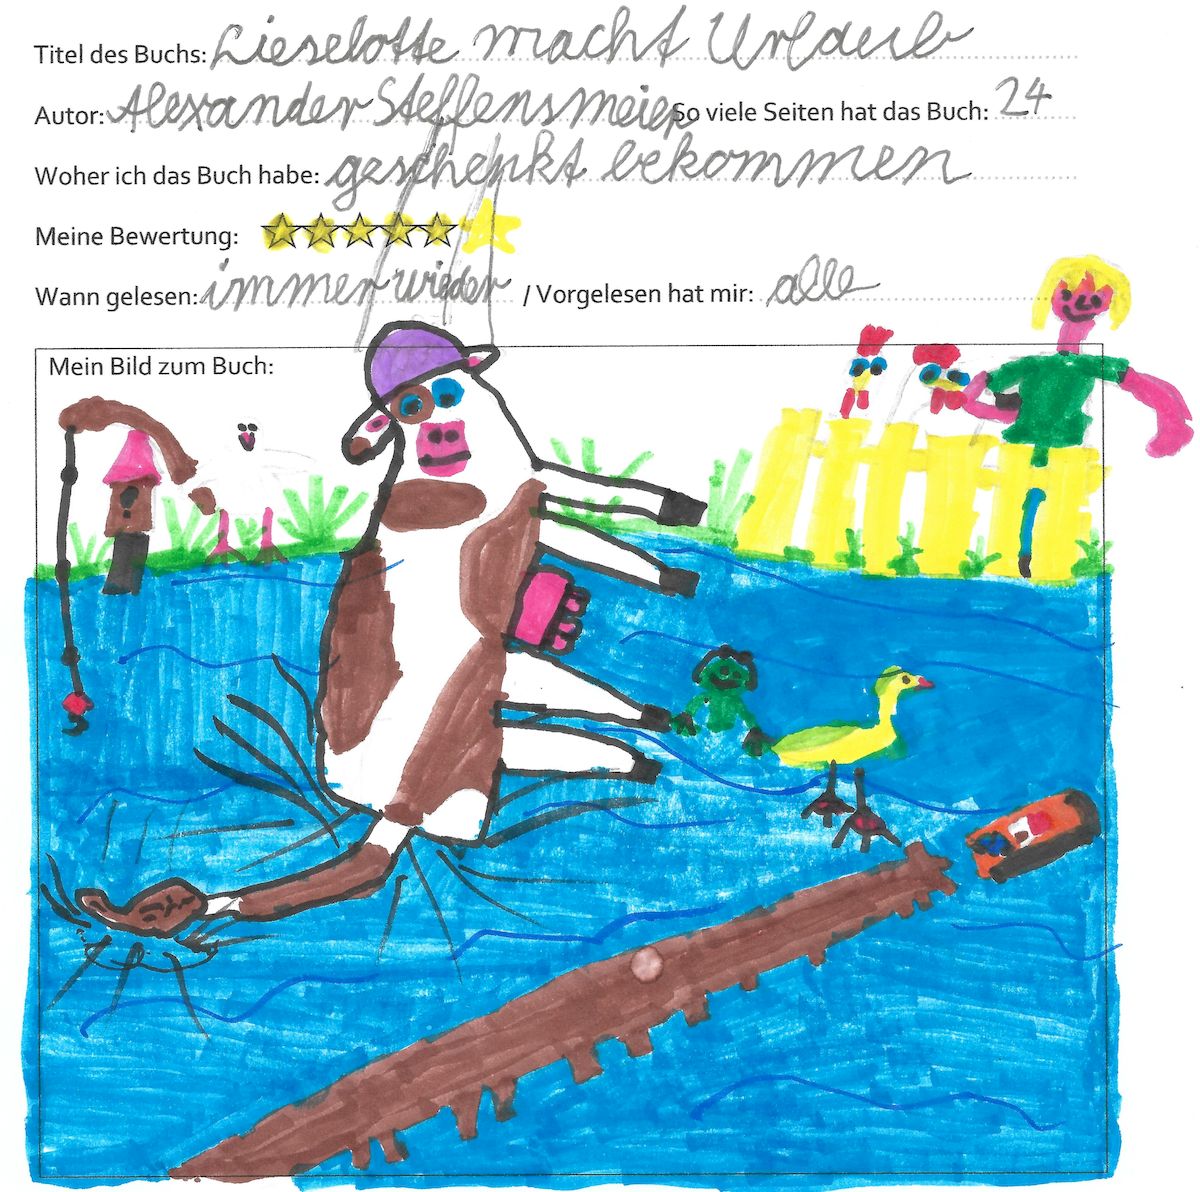 Titel des Buchs: Lieselotte macht Urlaub
Autor: Alexander Steffensmeier So viele Seiten hat das Buch: 24
Woher ich das Buch habe: geschenkt bekommen
Meine Bewertung:
Wann gelesen: immer wieder / Vorgelesen hat mir: alle
Mein Bild zum Buch: